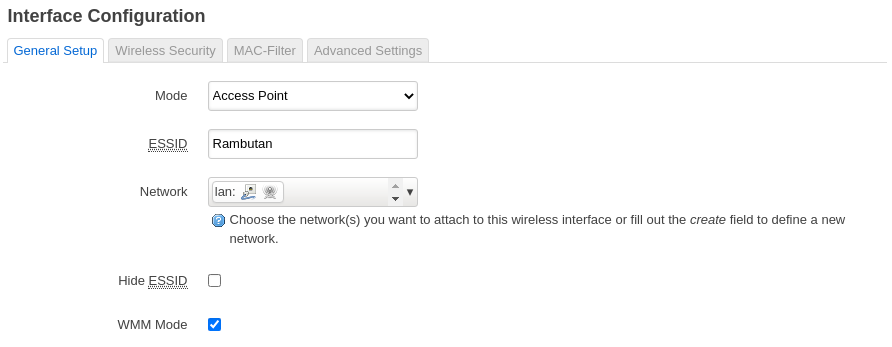 Interface Configuration
General Setup Wireless Security MAC-Filter Advanced Settings
Mode Access Point
ESSID Rambutan
Network lan:
Choose the network(s) you want to attach to this wireless interface or fill out the create field to define a new
network.
Hide ESSID
WMM Mode